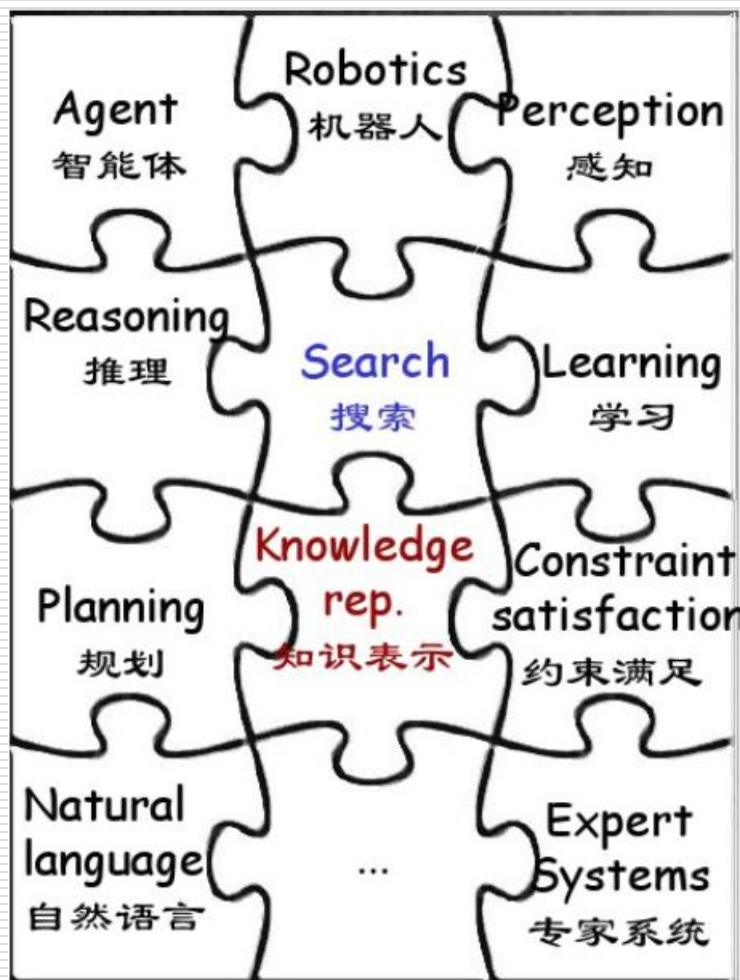 Agent
智能体
Robotics
机器人
Perception
感知
Reasoning
推理
Search
搜索
Learning
学习
Planning
规划
Knowledge
rep.
知识表示
Constraint
satisfaction
约束满足
Natural
language
自然语言
...
Expert
Systems
专家系统